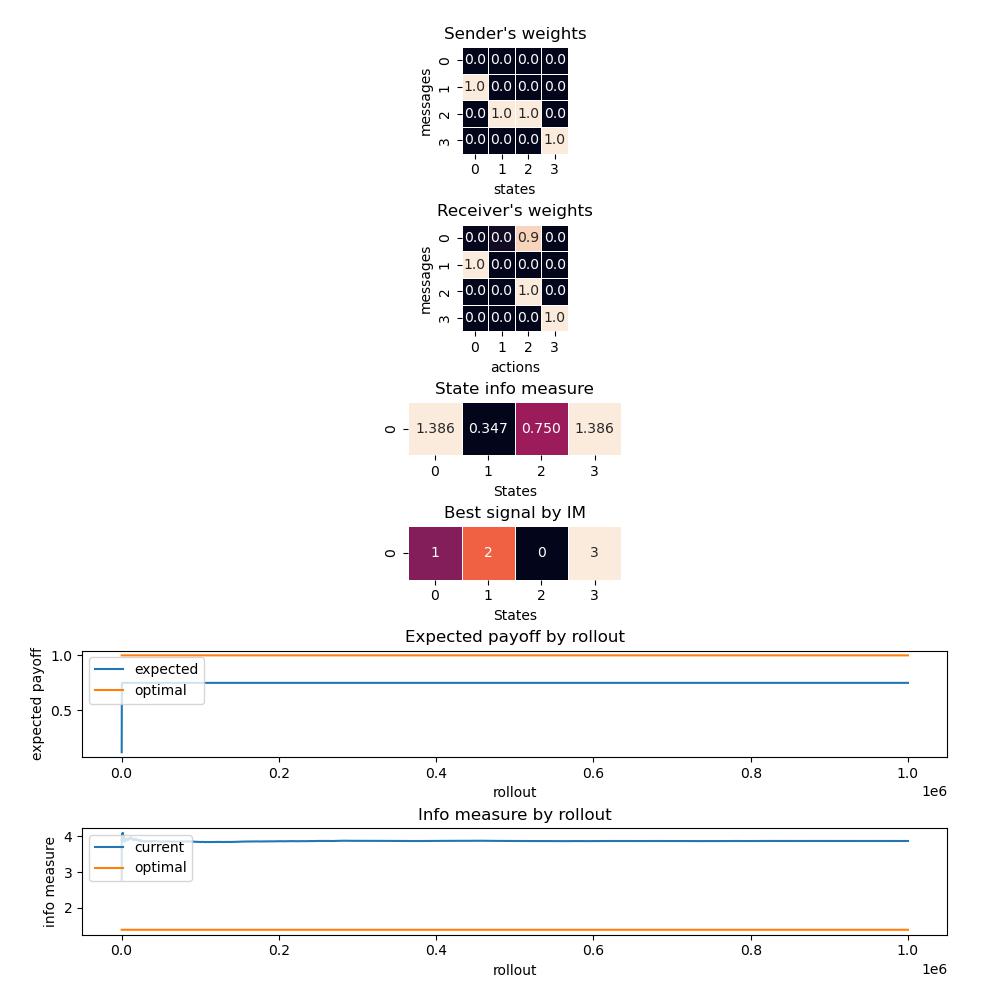 Sender's weights
messages
0 0.0 0.0 0.0 0.0
1 1.0 0.0 0.0 0.0
2 0.0 1.0 1.0 0.0
3 0.0 0.0 0.0 1.0
0 1 2 3
states
Receiver's weights
messages
0 0.0 0.0 0.9 0.0
1 1.0 0.0 0.0 0.0
2 0.0 0.0 1.0 0.0
3 0.0 0.0 0.0 1.0
0 1 2 3
actions
State info measure
0 1.386 0.347 0.750 1.386
0 1 2 3
States
Best signal by IM
0 1 2 0 3
0 1 2 3
States
Expected payoff by rollout
expected payoff
1.0
0.5
expected
optimal
0.0 0.2 0.4 0.6 0.8 1.0
rollout
1e6
Info measure by rollout
info measure
4
3
2
current
optimal
0.0 0.2 0.4 0.6 0.8 1.0
rollout
1e6